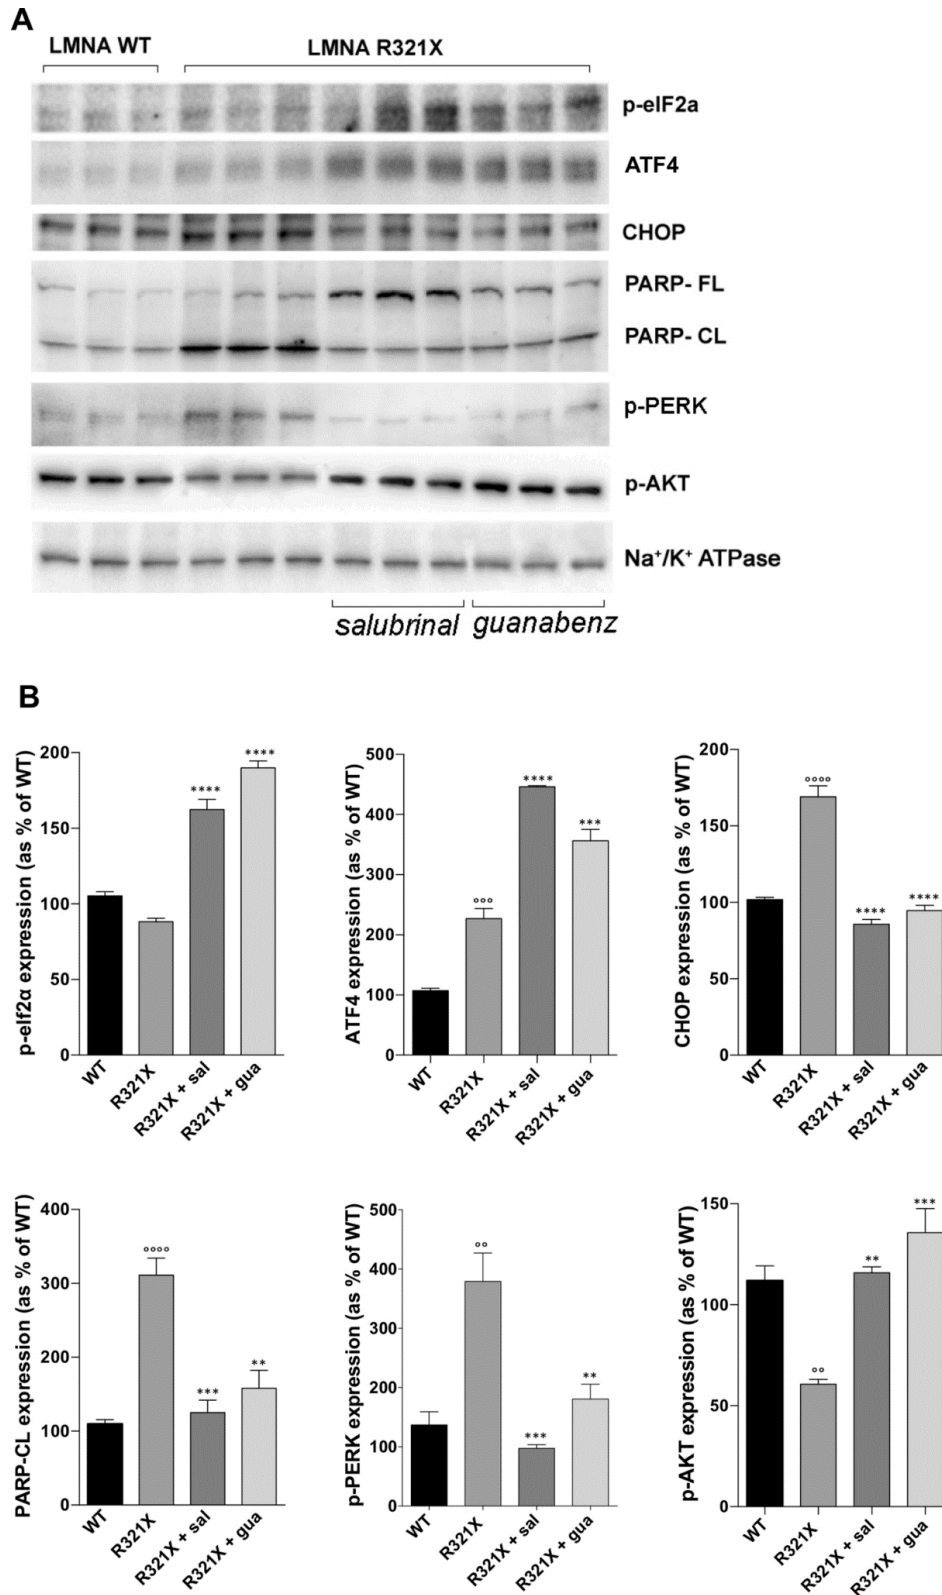 A
LMNA WT
LMNA R321X
p-eIF2a
ATF4
CHOP
PARP- FL
PARP- CL
p-PERK
p-AKT
Na⁺/K⁺ ATPase
salubrinal
guanabenz
B
p-eIf2α expression (as % of WT)
200
150
100
50
0
****
****
WT
R321X
R321X + sal
R321X + gua
ATF4 expression (as % of WT)
500
400
300
200
100
0
°°°
****
***
WT
R321X
R321X + sal
R321X + gua
CHOP expression (as % of WT)
200
150
100
50
0
°°°°
****
****
WT
R321X
R321X + sal
R321X + gua
PARP-CL expression (as % of WT)
400
300
200
100
0
°°°°
***
**
WT
R321X
R321X + sal
R321X + gua
p-PERK expression (as % of WT)
500
400
300
200
100
0
°°
***
**
WT
R321X
R321X + sal
R321X + gua
p-AKT expression (as % of WT)
150
100
50
0
°°
**
***
WT
R321X
R321X + sal
R321X + gua